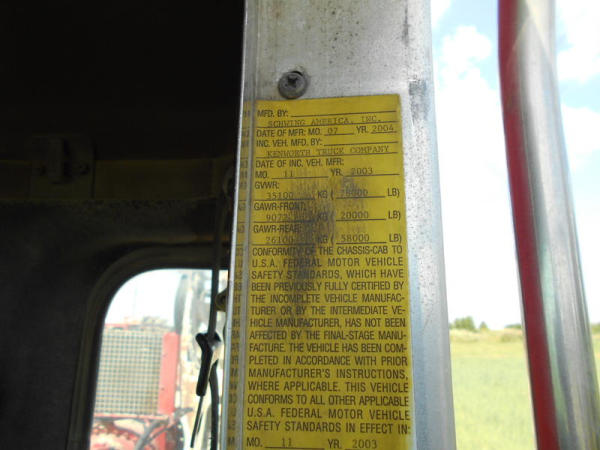 MFD. BY:
SCHWING AMERICA, INC.
DATE OF MFR: MO. 07 YR. 2004
INC. VEH. MFD. BY:
KENWORTH TRUCK COMPANY
DATE OF INC. VEH. MFR:
MO. 11 YR. 2003
GVWR:
35100 KG ( 78000 LB)
GAWR-FRONT:
9072 KG ( 20000 LB)
GAWR-REAR:
26100 KG ( 58000 LB)
CONFORMITY OF THE CHASSIS-CAB TO
U.S.A. FEDERAL MOTOR VEHICLE
SAFETY STANDARDS, WHICH HAVE
BEEN PREVIOUSLY FULLY CERTIFIED BY
THE INCOMPLETE VEHICLE MANUFAC-
TURER OR BY THE INTERMEDIATE VE-
HICLE MANUFACTURER, HAS NOT BEEN
AFFECTED BY THE FINAL-STAGE MANU-
FACTURE. THE VEHICLE HAS BEEN COM-
PLETED IN ACCORDANCE WITH PRIOR
MANUFACTURER'S INSTRUCTIONS,
WHERE APPLICABLE. THIS VEHICLE
CONFORMS TO ALL OTHER APPLICABLE
U.S.A. FEDERAL MOTOR VEHICLE
SAFETY STANDARDS IN EFFECT IN:
MO. 11 YR. 2003